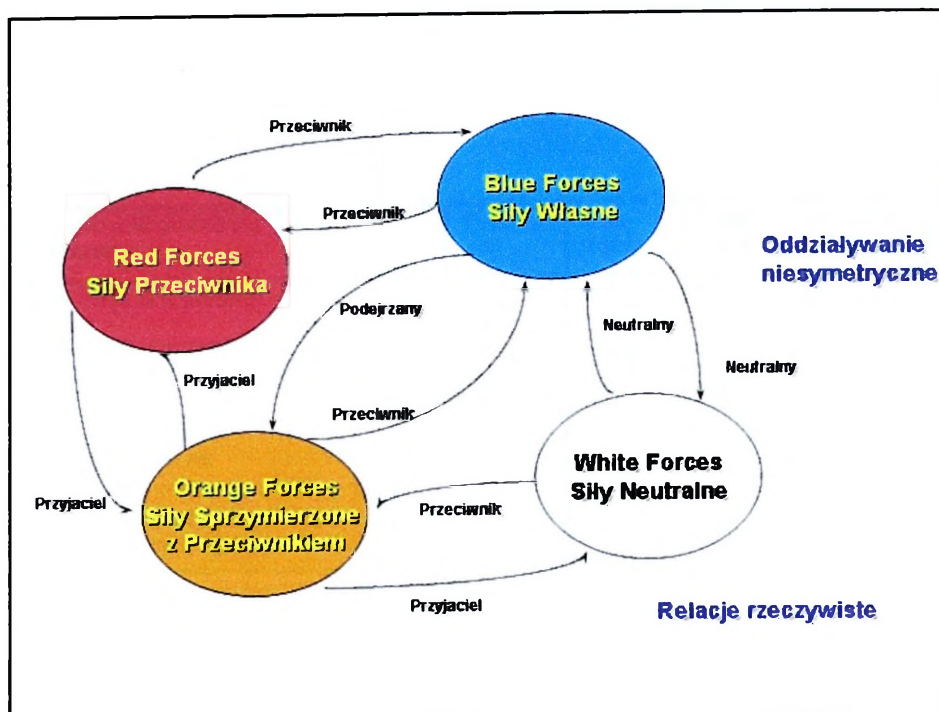 Przeciwnik
Blue Forces
Siły Własne
Przeciwnik
Red Forces
Siły Przeciwnika
Oddziaływanie
niesymetryczne
Podejrzany
Neutralny
Przyjaciel
Neutralny
Przeciwnik
White Forces
Siły Neutralne
Orange Forces
Siły Sprzymierzone
z Przeciwnikiem
Przyjaciel
Przeciwnik
Przyjaciel
Relacje rzeczywiste